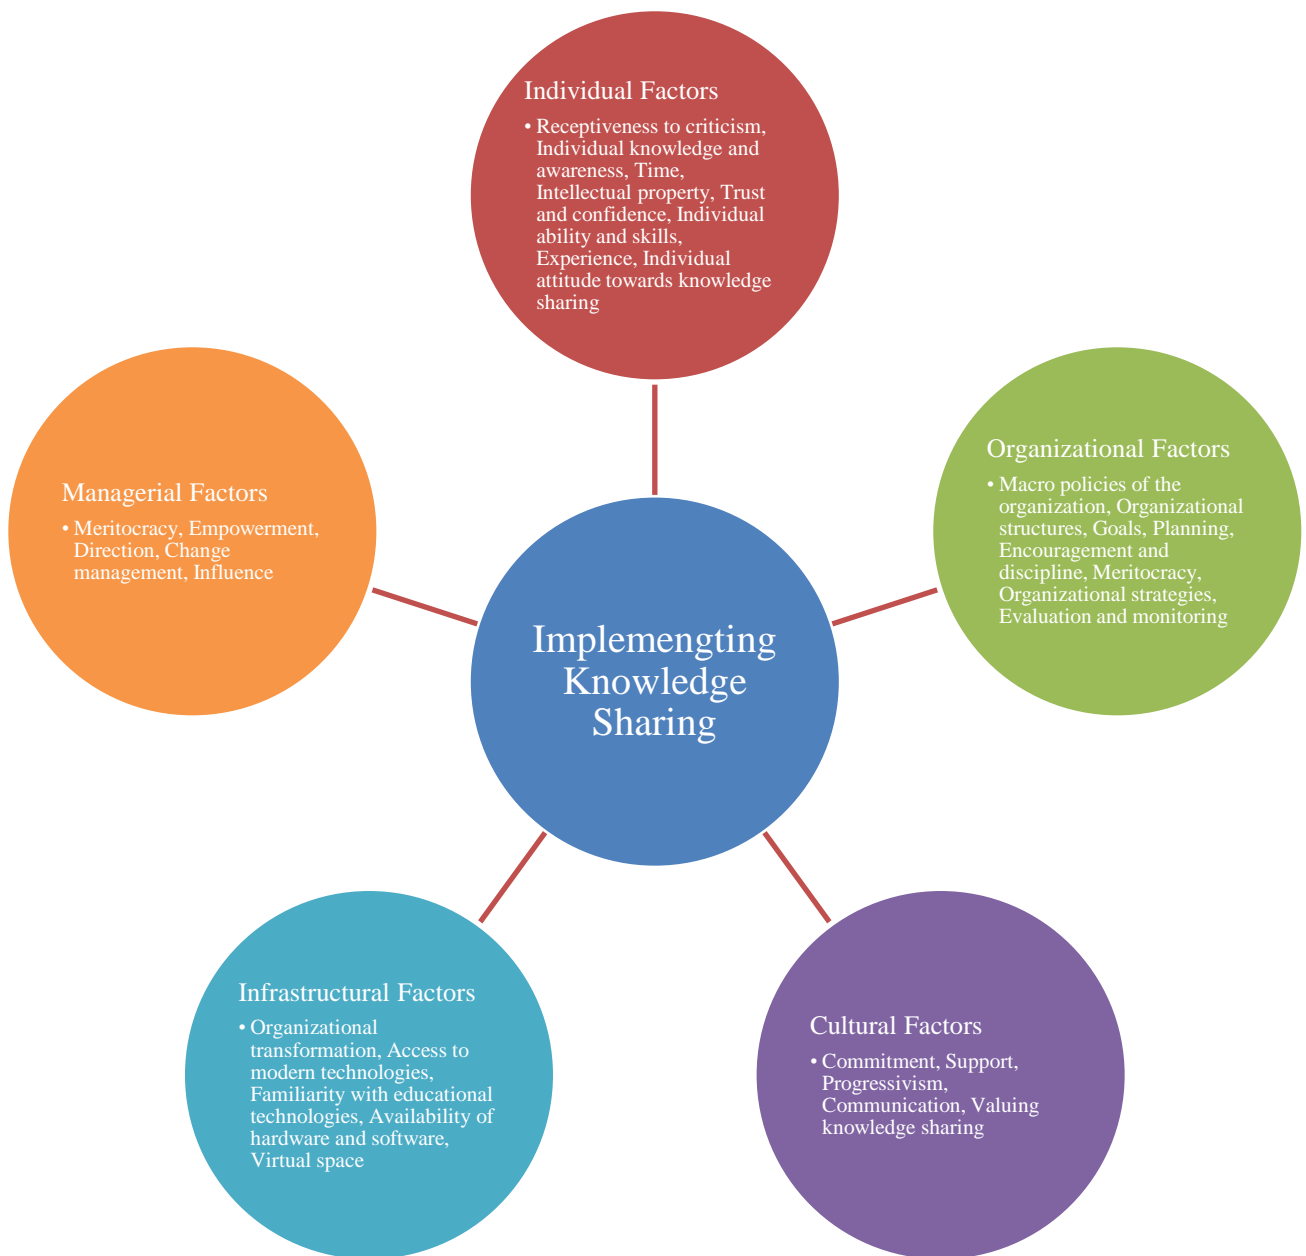 Individual Factors
• Receptiveness to criticism,
Individual knowledge and
awareness, Time,
Intellectual property, Trust
and confidence, Individual
ability and skills,
Experience, Individual
attitude towards knowledge
sharing
Organizational Factors
• Macro policies of the
organization, Organizational
structures, Goals, Planning,
Encouragement and
discipline, Meritocracy,
Organizational strategies,
Evaluation and monitoring
Managerial Factors
• Meritocracy, Empowerment,
Direction, Change
management, Influence
Implemengting
Knowledge
Sharing
Infrastructural Factors
• Organizational
transformation, Access to
modern technologies,
Familiarity with educational
technologies, Availability of
hardware and software,
Virtual space
Cultural Factors
• Commitment, Support,
Progressivism,
Communication, Valuing
knowledge sharing